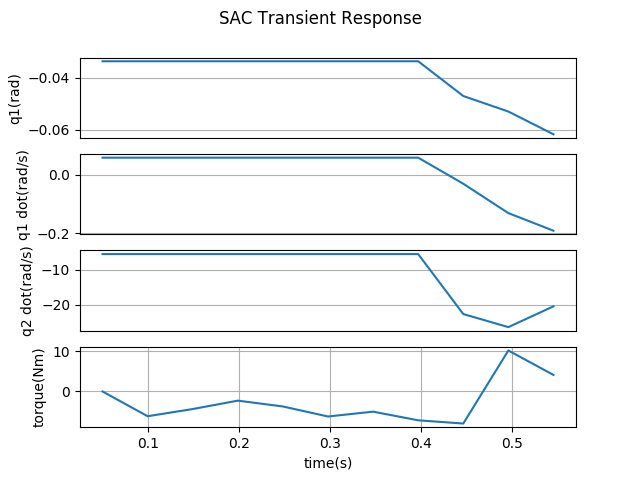 SAC Transient Response
q1(rad)
−0.04
−0.06
q1 dot(rad/s)
0.0
−0.2
q2 dot(rad/s)
−10
−20
torque(Nm)
10
0
0.1 0.2 0.3 0.4 0.5
time(s)